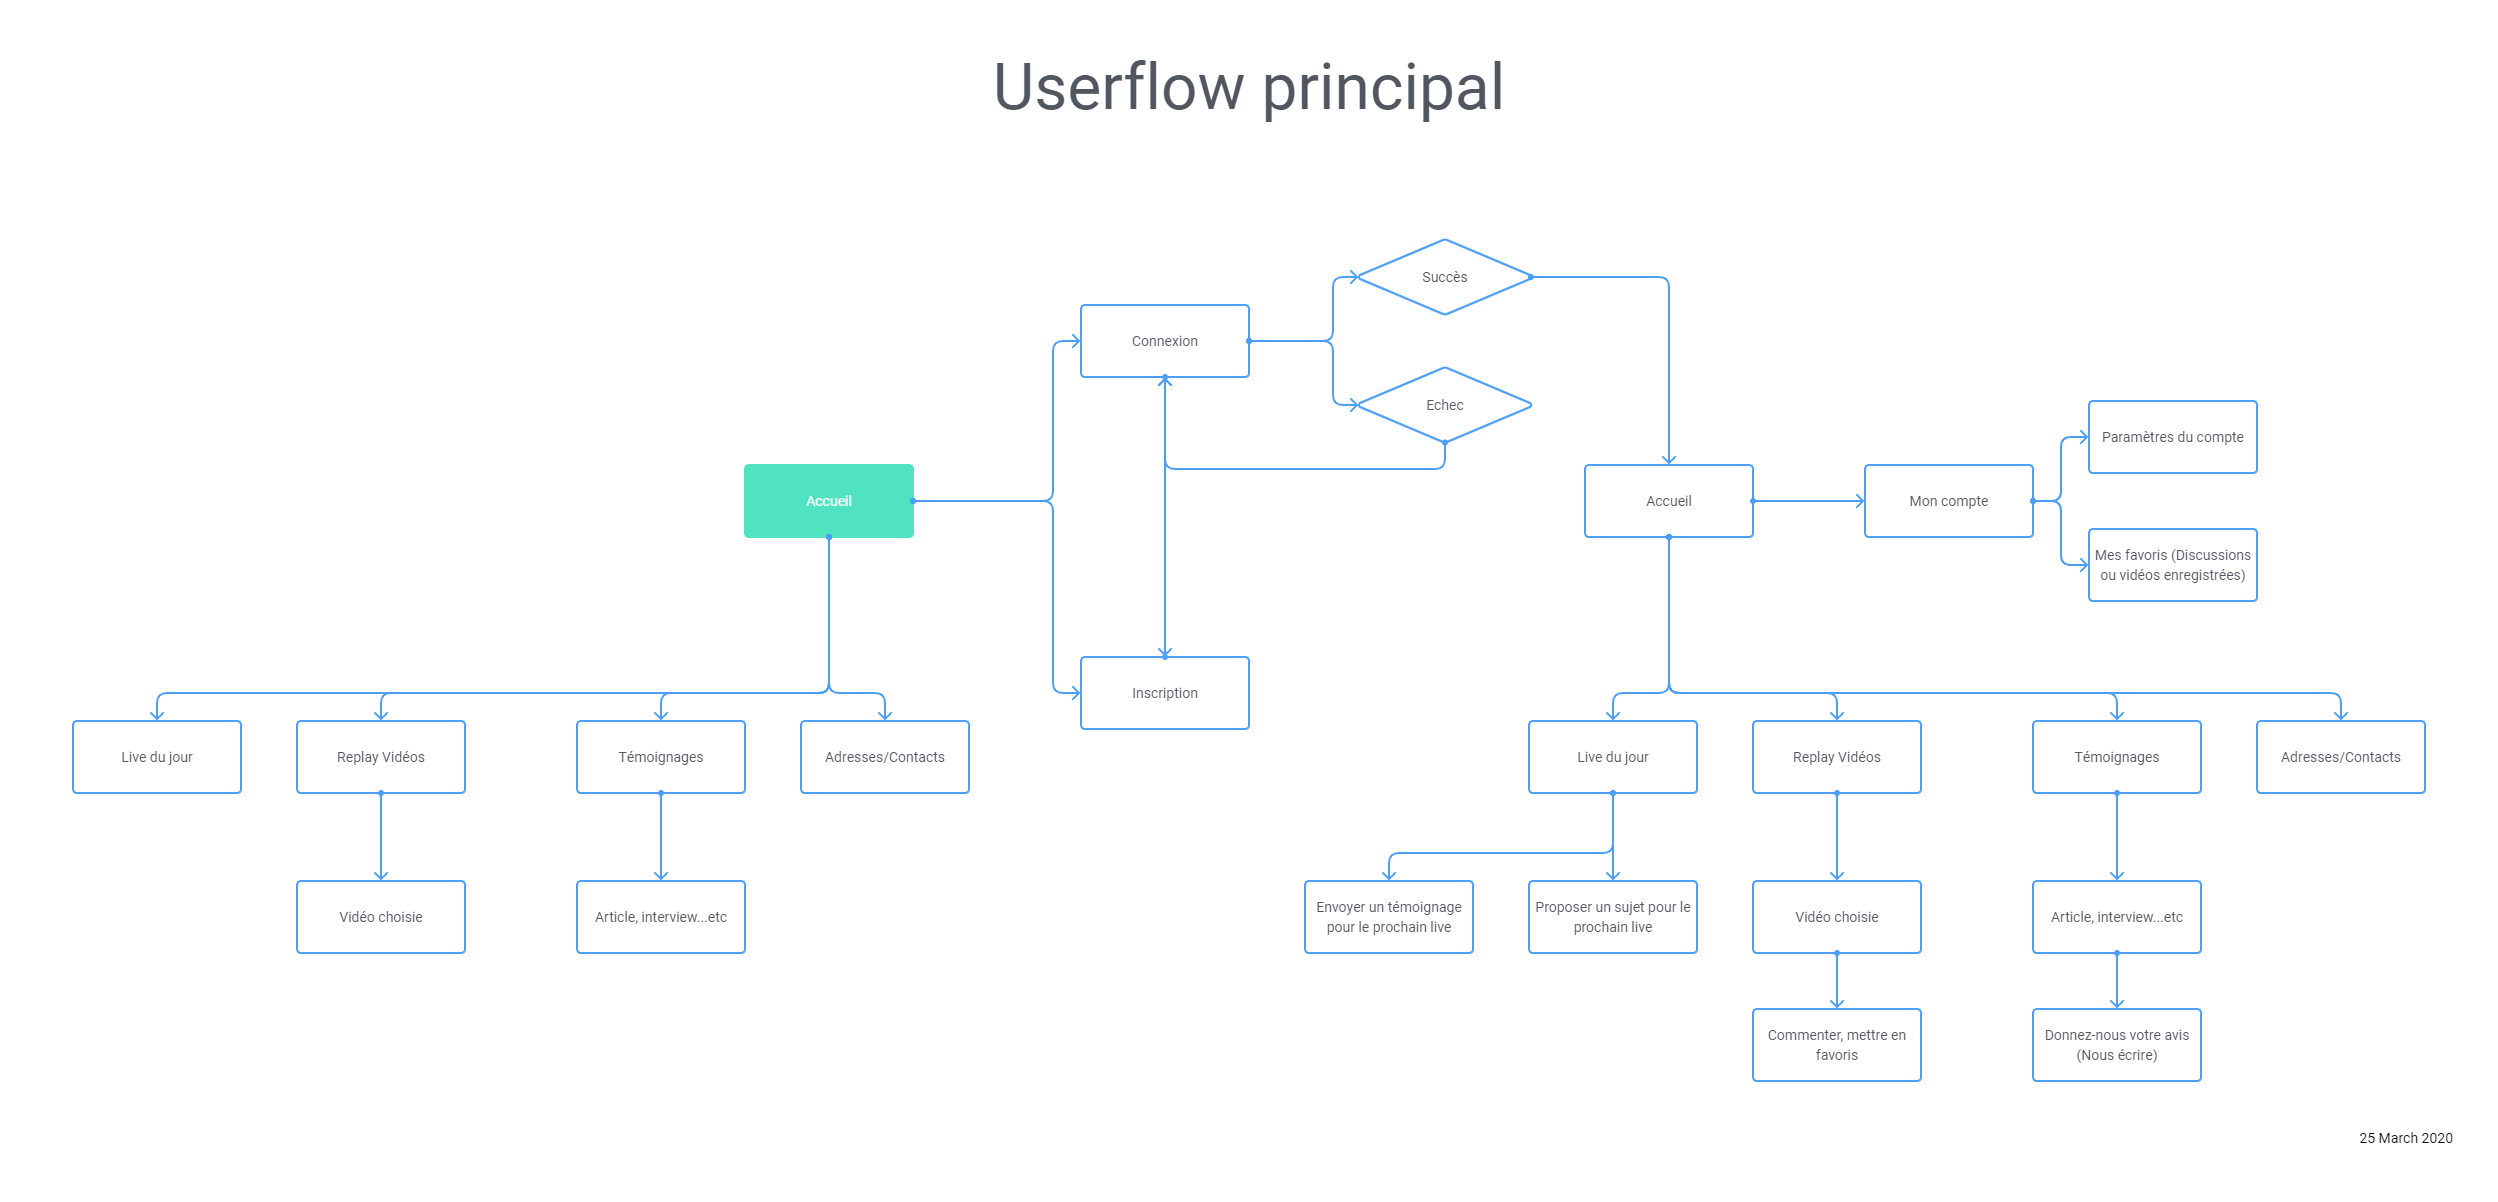 Userflow principal
Succès
Connexion
Echec
Accueil
Accueil
Mon compte
Paramètres du compte
Mes favoris (Discussions
ou vidéos enregistrées)
Inscription
Live du jour
Replay Vidéos
Témoignages
Adresses/Contacts
Live du jour
Replay Vidéos
Témoignages
Adresses/Contacts
Vidéo choisie
Article, interview...etc
Envoyer un témoignage
pour le prochain live
Proposer un sujet pour le
prochain live
Vidéo choisie
Article, interview...etc
Commenter, mettre en
favoris
Donnez-nous votre avis
(Nous écrire)
25 March 2020